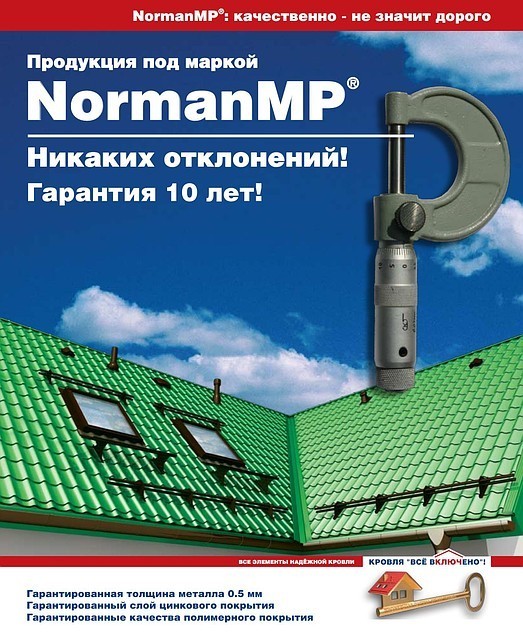 NormanMP®: качественно - не значит дорого
Продукция под маркой
NormanMP®
Никаких отклонений!
Гарантия 10 лет!
ВСЕ ЭЛЕМЕНТЫ НАДЁЖНОЙ КРОВЛИ
КРОВЛЯ "ВСЁ ВКЛЮЧЕНО"!
Гарантированная толщина металла 0.5 мм
Гарантированный слой цинкового покрытия
Гарантированные качества полимерного покрытия